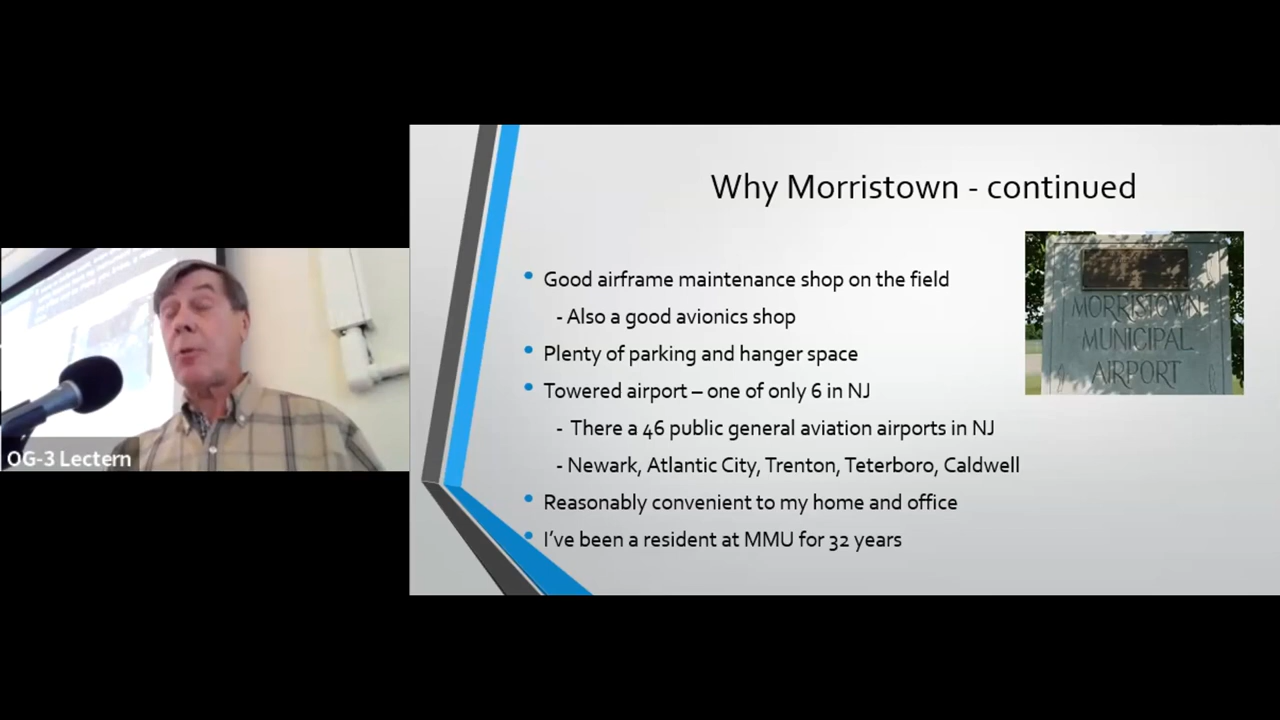 Why Morristown - continued
Good airframe maintenance shop on the field
- Also a good avionics shop
Plenty of parking and hanger space
Towered airport – one of only 6 in NJ
- There a 46 public general aviation airports in NJ
- Newark, Atlantic City, Trenton, Teterboro, Caldwell
Reasonably convenient to my home and office
I've been a resident at MMU for 32 years
MORRISTOWN
MUNICIPAL
AIRPORT
OG-3 Lectern